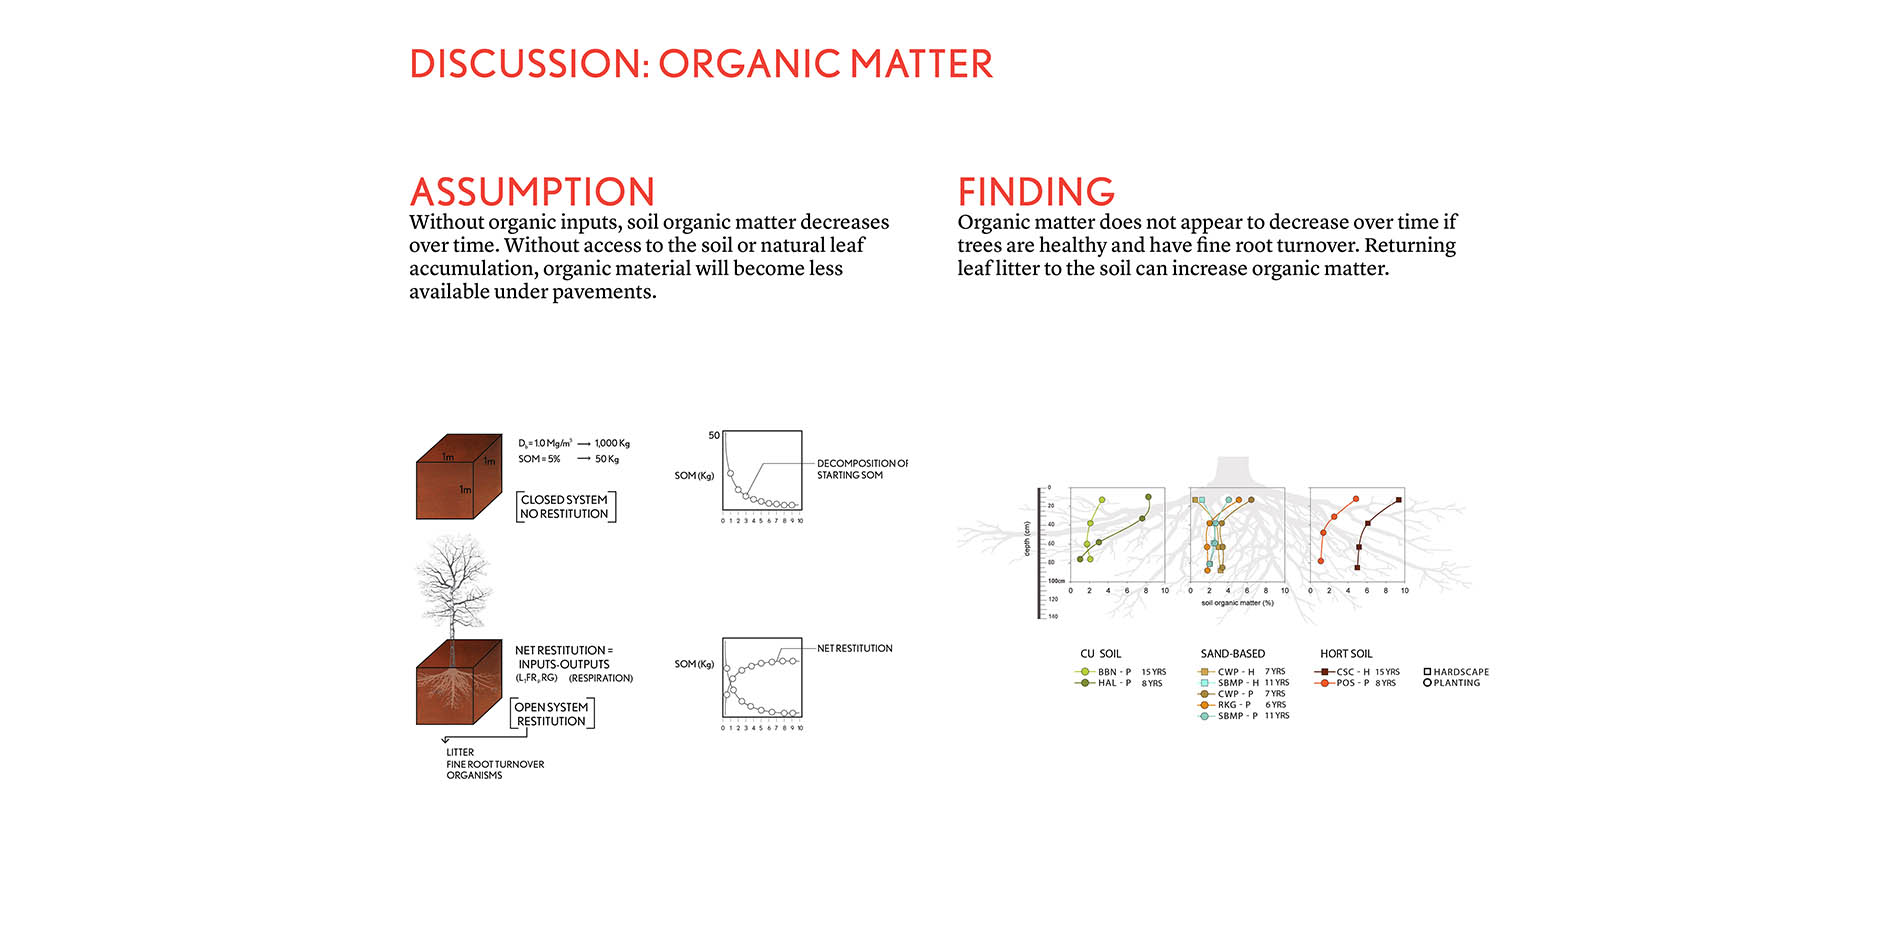 DISCUSSION: ORGANIC MATTER
ASSUMPTION
Without organic inputs, soil organic matter decreases
over time. Without access to the soil or natural leaf
accumulation, organic material will become less
available under pavements.
FINDING
Organic matter does not appear to decrease over time if
trees are healthy and have fine root turnover. Returning
leaf litter to the soil can increase organic matter.
1m
1m
1m
Db = 1.0 Mg/m³ → 1,000 Kg
SOM = 5% → 50 Kg
CLOSED SYSTEM
NO RESTITUTION
50
SOM (Kg)
DECOMPOSITION OF
STARTING SOM
0 1 2 3 4 5 6 7 8 9 10
NET RESTITUTION =
INPUTS-OUTPUTS
(RESPIRATION)
OPEN SYSTEM
RESTITUTION
LITTER
FINE ROOT TURNOVER
ORGANISMS
SOM (Kg)
NET RESTITUTION
0 1 2 3 4 5 6 7 8 9 10
depth (cm)
0
20
40
60
80
100cm
120
140
0 2 4 6 8 10
0 2 4 6 8 10
0 2 4 6 8 10
soil organic matter (%)
CU SOIL
BBN - P 15 YRS
HAL - P 8 YRS
SAND-BASED
CWP - H 7 YRS
SBMP - H 11 YRS
CWP - P 7 YRS
RKG - P 6 YRS
SBMP - P 11 YRS
HORT SOIL
CSC - H 15 YRS
POS - P 8 YRS
HARDSCAPE
PLANTING